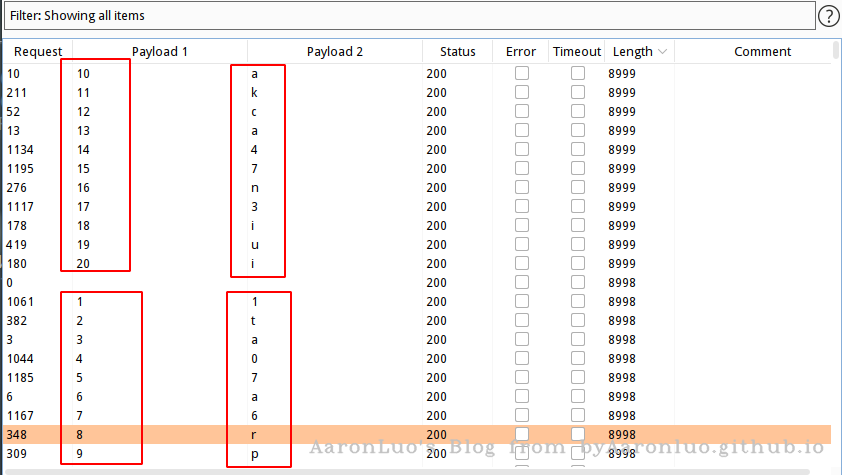 Filter: Showing all items
?
Request Payload 1 Payload 2 Status Error Timeout Length Comment
10 10 a 200 8999
211 11 k 200 8999
52 12 c 200 8999
13 13 a 200 8999
1134 14 4 200 8999
1195 15 7 200 8999
276 16 n 200 8999
1117 17 3 200 8999
178 18 i 200 8999
419 19 u 200 8999
180 20 i 200 8999
0 200 8998
1061 1 1 200 8998
382 2 t 200 8998
3 3 a 200 8998
1044 4 0 200 8998
1185 5 7 200 8998
6 6 a 200 8998
1167 7 6 200 8998
348 8 r 200 8998
309 9 p 200 8998
AaronLuo's Blog from byAaronluo.github.io